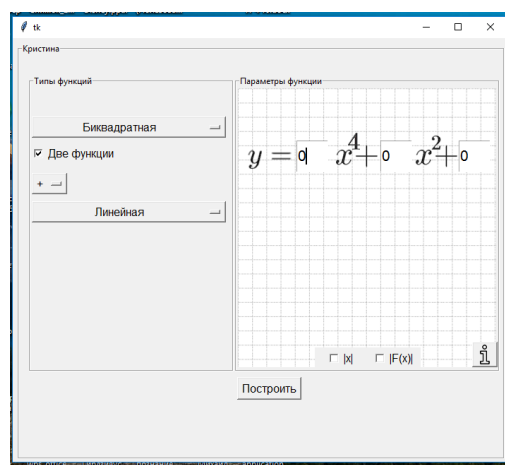 tk
Кристина
Типы функций
Параметры функции
Биквадратная
Две функции
+
Линейная
y = 0 x⁴+ 0 x²+ 0
|x| |F(x)|
i
Построить